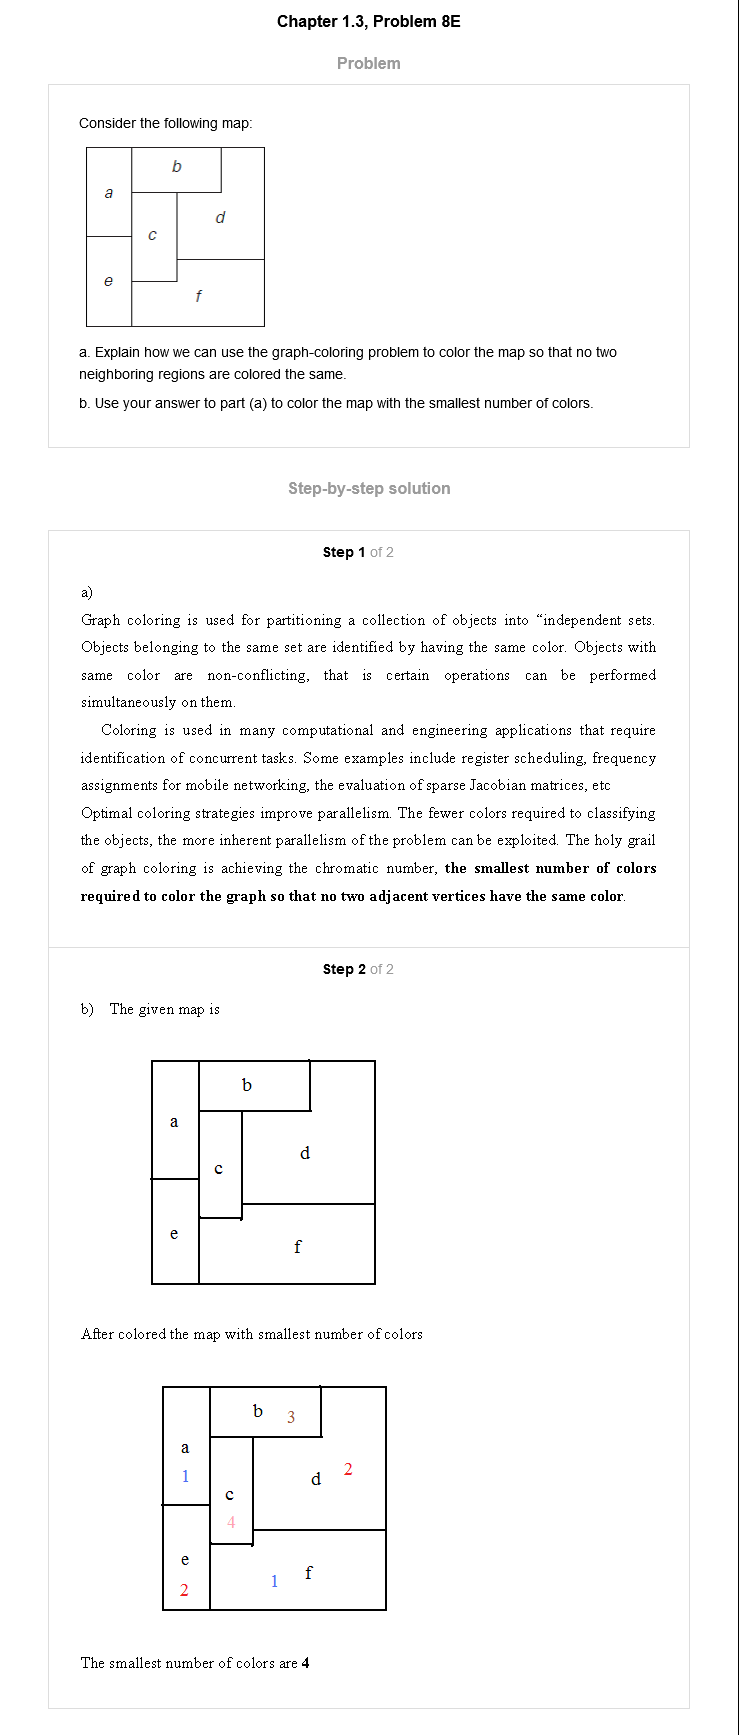 Chapter 1.3, Problem 8E
Problem
Consider the following map:
b
a
d
c
e
f
a. Explain how we can use the graph-coloring problem to color the map so that no two
neighboring regions are colored the same.
b. Use your answer to part (a) to color the map with the smallest number of colors.
Step-by-step solution
Step 1 of 2
a)
Graph coloring is used for partitioning a collection of objects into “independent sets.
Objects belonging to the same set are identified by having the same color. Objects with
same color are non-conflicting, that is certain operations can be performed
simultaneously on them.
Coloring is used in many computational and engineering applications that require
identification of concurrent tasks. Some examples include register scheduling, frequency
assignments for mobile networking, the evaluation of sparse Jacobian matrices, etc
Optimal coloring strategies improve parallelism. The fewer colors required to classifying
the objects, the more inherent parallelism of the problem can be exploited. The holy grail
of graph coloring is achieving the chromatic number, the smallest number of colors
required to color the graph so that no two adjacent vertices have the same color.
Step 2 of 2
b) The given map is
b
a
d
c
e
f
After colored the map with smallest number of colors
b 3
a
1
d 2
c
4
e
2
1 f
The smallest number of colors are 4